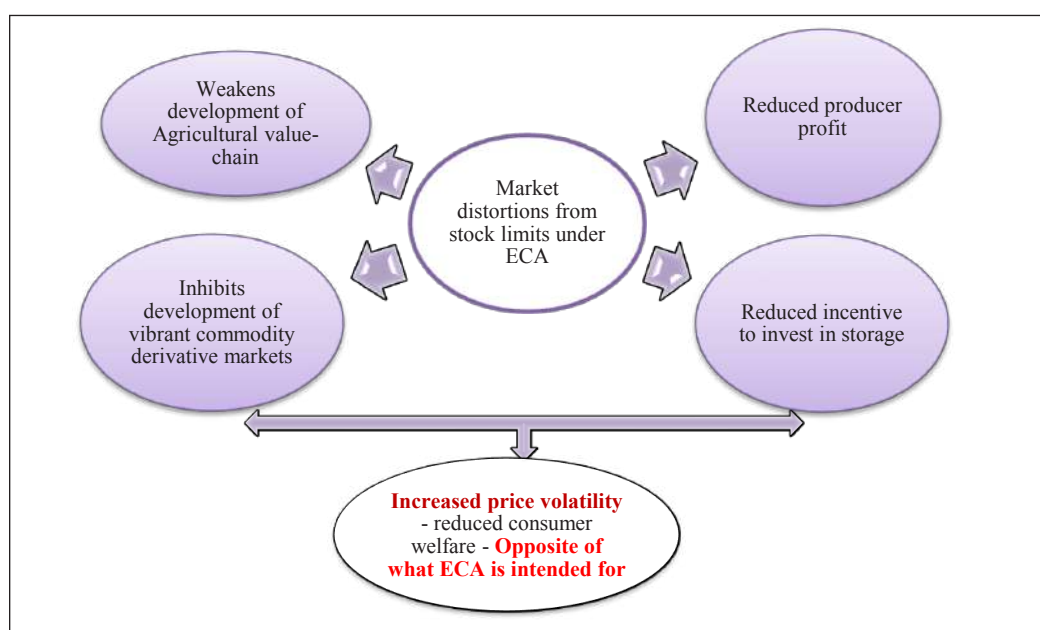 Weakens
development of
Agricultural value-
chain
Reduced producer
profit
Market
distortions from
stock limits under
ECA
Inhibits
development of
vibrant commodity
derivative markets
Reduced incentive
to invest in storage
Increased price volatility
- reduced consumer
welfare - Opposite of
what ECA is intended for